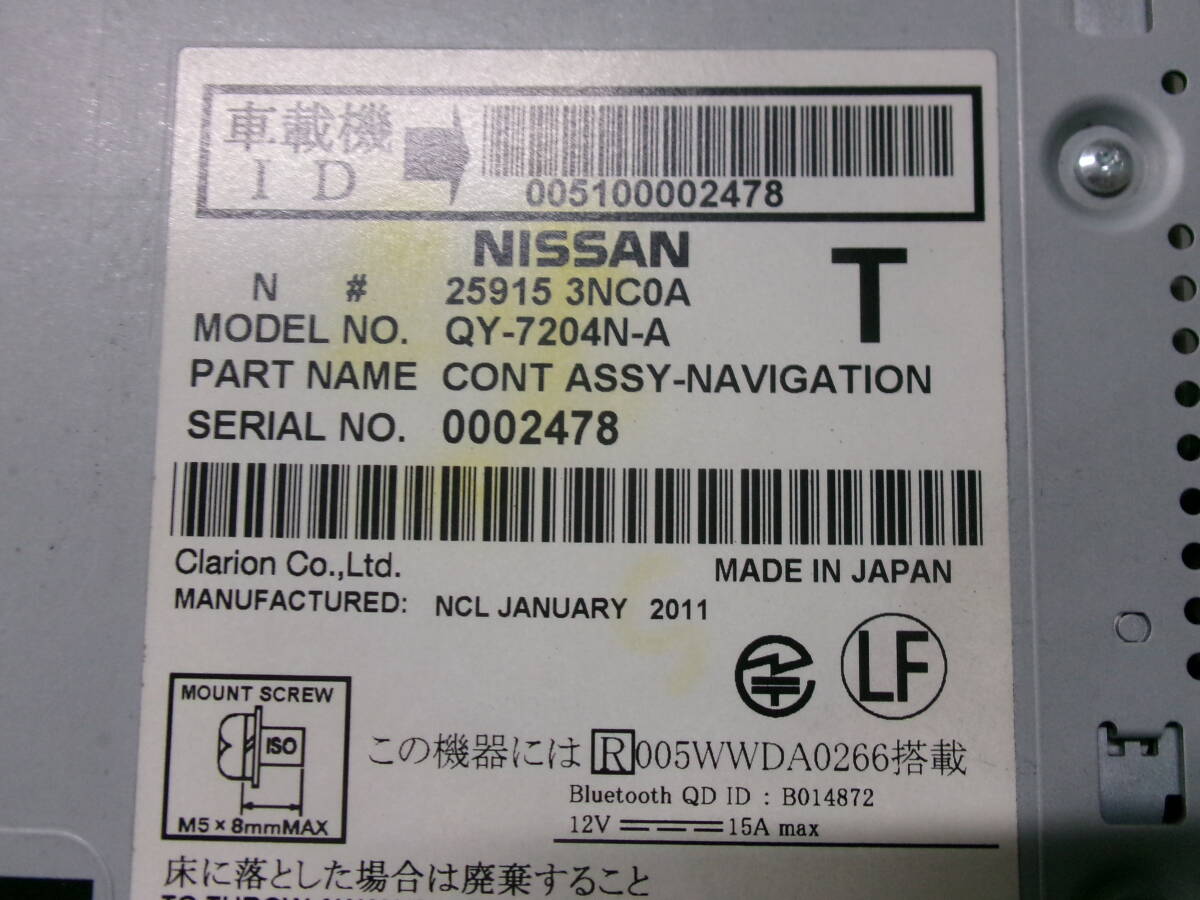 車載機
ID
005100002478
NISSAN
T
N # 25915 3NC0A
MODEL NO. QY-7204N-A
PART NAME CONT ASSY-NAVIGATION
SERIAL NO. 0002478
Clarion Co.,Ltd.
MADE IN JAPAN
MANUFACTURED: NCL JANUARY 2011
LF
MOUNT SCREW
ISO
M5×8mmMAX
この機器には R005WWDA0266搭載
Bluetooth QD ID : B014872
12V 15A max
床に落とした場合は廃棄すること